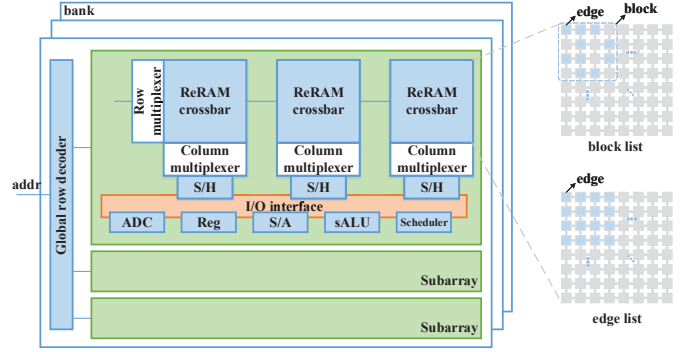 bank
edge
block
Row
multiplexer
ReRAM
crossbar
ReRAM
crossbar
ReRAM
crossbar
Column
multiplexer
Column
multiplexer
Column
multiplexer
block list
addr
Global row decoder
S/H
S/H
S/H
edge
I/O interface
ADC
Reg
S/A
sALU
Scheduler
Subarray
Subarray
edge list